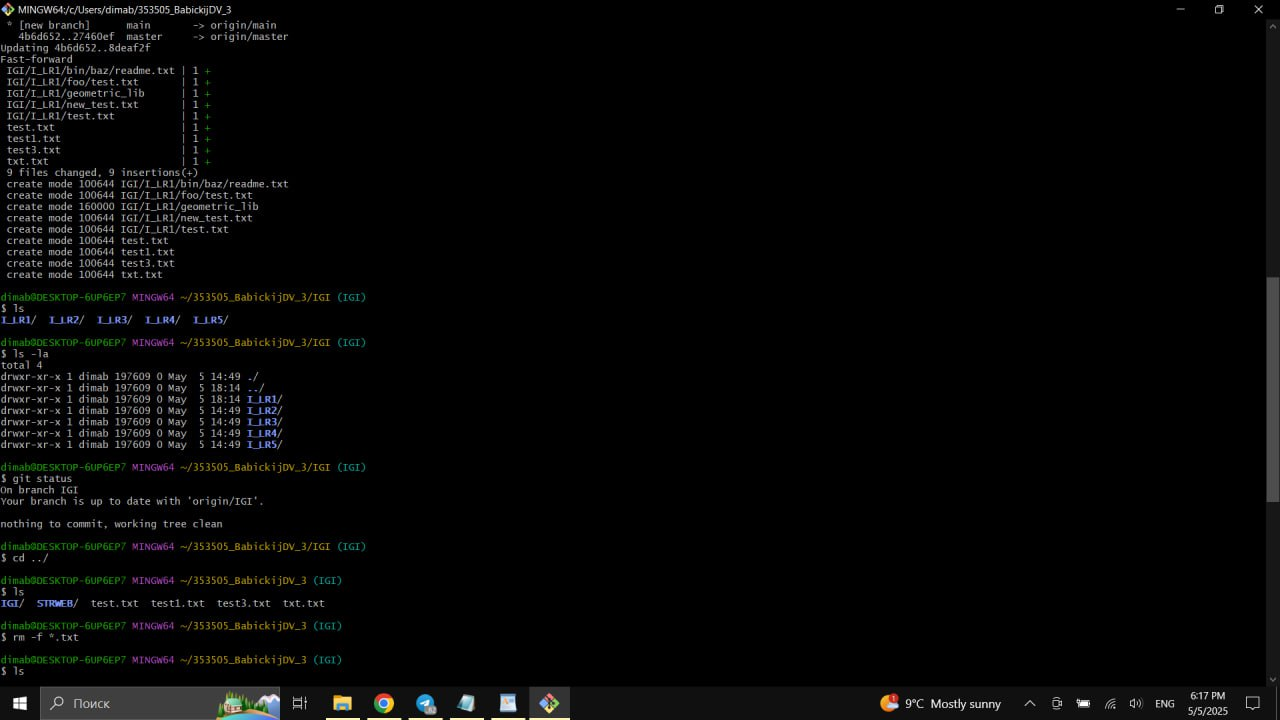 MINGW64:/c/Users/dimab/353505_BabickijDV_3
 * [new branch]      main       -> origin/main
   4b6d652..27460ef  master     -> origin/master
Updating 4b6d652..8deaf2f
Fast-forward
 IGI/I_LR1/bin/baz/readme.txt | 1 +
 IGI/I_LR1/foo/test.txt       | 1 +
 IGI/I_LR1/geometric_lib      | 1 +
 IGI/I_LR1/new_test.txt       | 1 +
 IGI/I_LR1/test.txt           | 1 +
 test.txt                     | 1 +
 test1.txt                    | 1 +
 test3.txt                    | 1 +
 txt.txt                      | 1 +
 9 files changed, 9 insertions(+)
 create mode 100644 IGI/I_LR1/bin/baz/readme.txt
 create mode 100644 IGI/I_LR1/foo/test.txt
 create mode 160000 IGI/I_LR1/geometric_lib
 create mode 100644 IGI/I_LR1/new_test.txt
 create mode 100644 IGI/I_LR1/test.txt
 create mode 100644 test.txt
 create mode 100644 test1.txt
 create mode 100644 test3.txt
 create mode 100644 txt.txt
dimab@DESKTOP-6UP6EP7 MINGW64 ~/353505_BabickijDV_3/IGI (IGI)
$ ls
I_LR1/  I_LR2/  I_LR3/  I_LR4/  I_LR5/
dimab@DESKTOP-6UP6EP7 MINGW64 ~/353505_BabickijDV_3/IGI (IGI)
$ ls -la
total 4
drwxr-xr-x 1 dimab 197609 0 May  5 14:49 ./
drwxr-xr-x 1 dimab 197609 0 May  5 18:14 ../
drwxr-xr-x 1 dimab 197609 0 May  5 18:14 I_LR1/
drwxr-xr-x 1 dimab 197609 0 May  5 14:49 I_LR2/
drwxr-xr-x 1 dimab 197609 0 May  5 14:49 I_LR3/
drwxr-xr-x 1 dimab 197609 0 May  5 14:49 I_LR4/
drwxr-xr-x 1 dimab 197609 0 May  5 14:49 I_LR5/
dimab@DESKTOP-6UP6EP7 MINGW64 ~/353505_BabickijDV_3/IGI (IGI)
$ git status
On branch IGI
Your branch is up to date with 'origin/IGI'.
nothing to commit, working tree clean
dimab@DESKTOP-6UP6EP7 MINGW64 ~/353505_BabickijDV_3/IGI (IGI)
$ cd ../
dimab@DESKTOP-6UP6EP7 MINGW64 ~/353505_BabickijDV_3 (IGI)
$ ls
IGI/  STRWEB/  test.txt  test1.txt  test3.txt  txt.txt
dimab@DESKTOP-6UP6EP7 MINGW64 ~/353505_BabickijDV_3 (IGI)
$ rm -f *.txt
dimab@DESKTOP-6UP6EP7 MINGW64 ~/353505_BabickijDV_3 (IGI)
$ ls
Поиск
1
9°C Mostly sunny
ENG
6:17 PM
5/5/2025